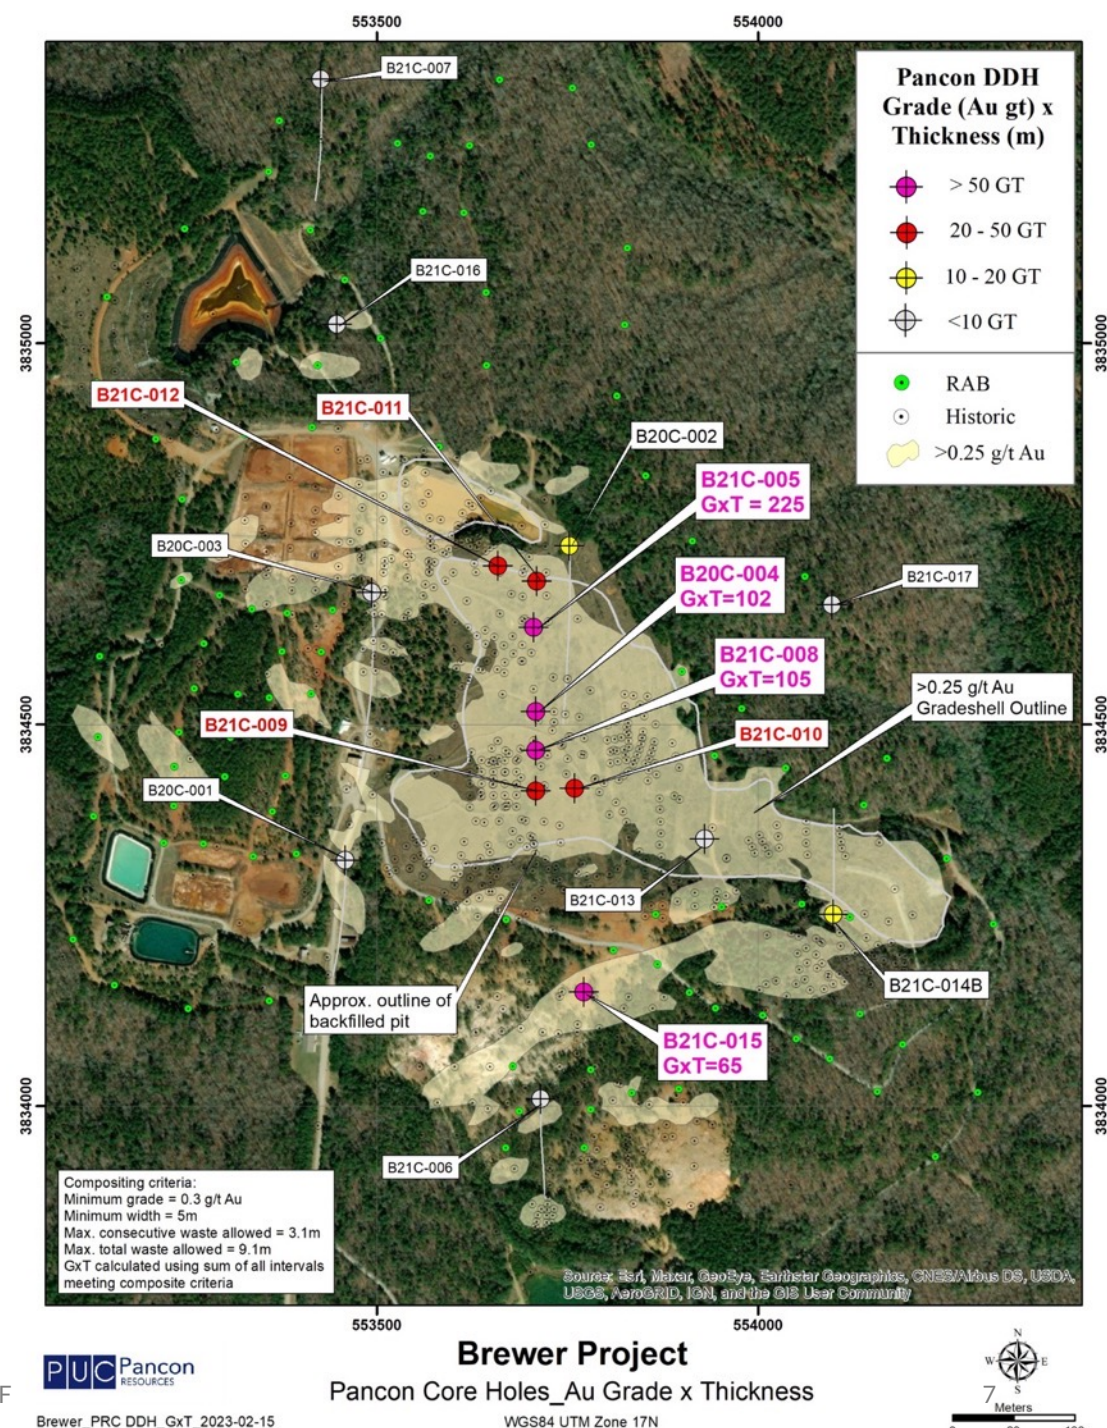 553500
554000
B21C-007
Pancon DDH
Grade (Au gt) x
Thickness (m)
> 50 GT
20 - 50 GT
10 - 20 GT
<10 GT
RAB
Historic
>0.25 g/t Au
B21C-016
3835000
3835000
B21C-012
B21C-011
B20C-002
B21C-005
GxT = 225
B20C-003
B20C-004
GxT=102
B21C-017
B21C-008
GxT=105
>0.25 g/t Au
Gradeshell Outline
3834500
3834500
B21C-009
B21C-010
B20C-001
B21C-013
B21C-014B
Approx. outline of
backfilled pit
B21C-015
GxT=65
3834000
3834000
B21C-006
Compositing criteria:
Minimum grade = 0.3 g/t Au
Minimum width = 5m
Max. consecutive waste allowed = 3.1m
Max. total waste allowed = 9.1m
GxT calculated using sum of all intervals
meeting composite criteria
Source: Esri, Maxar, GeoEye, Earthstar Geographics, CNES/Airbus DS, USDA,
USGS, AeroGRID, IGN, and the GIS User Community
553500
554000
PUC Pancon
RESOURCES
Brewer Project
Pancon Core Holes_Au Grade x Thickness
N
W E
S
7
F
Meters
Brewer_PRC DDH_GxT_2023-02-15
WGS84 UTM Zone 17N